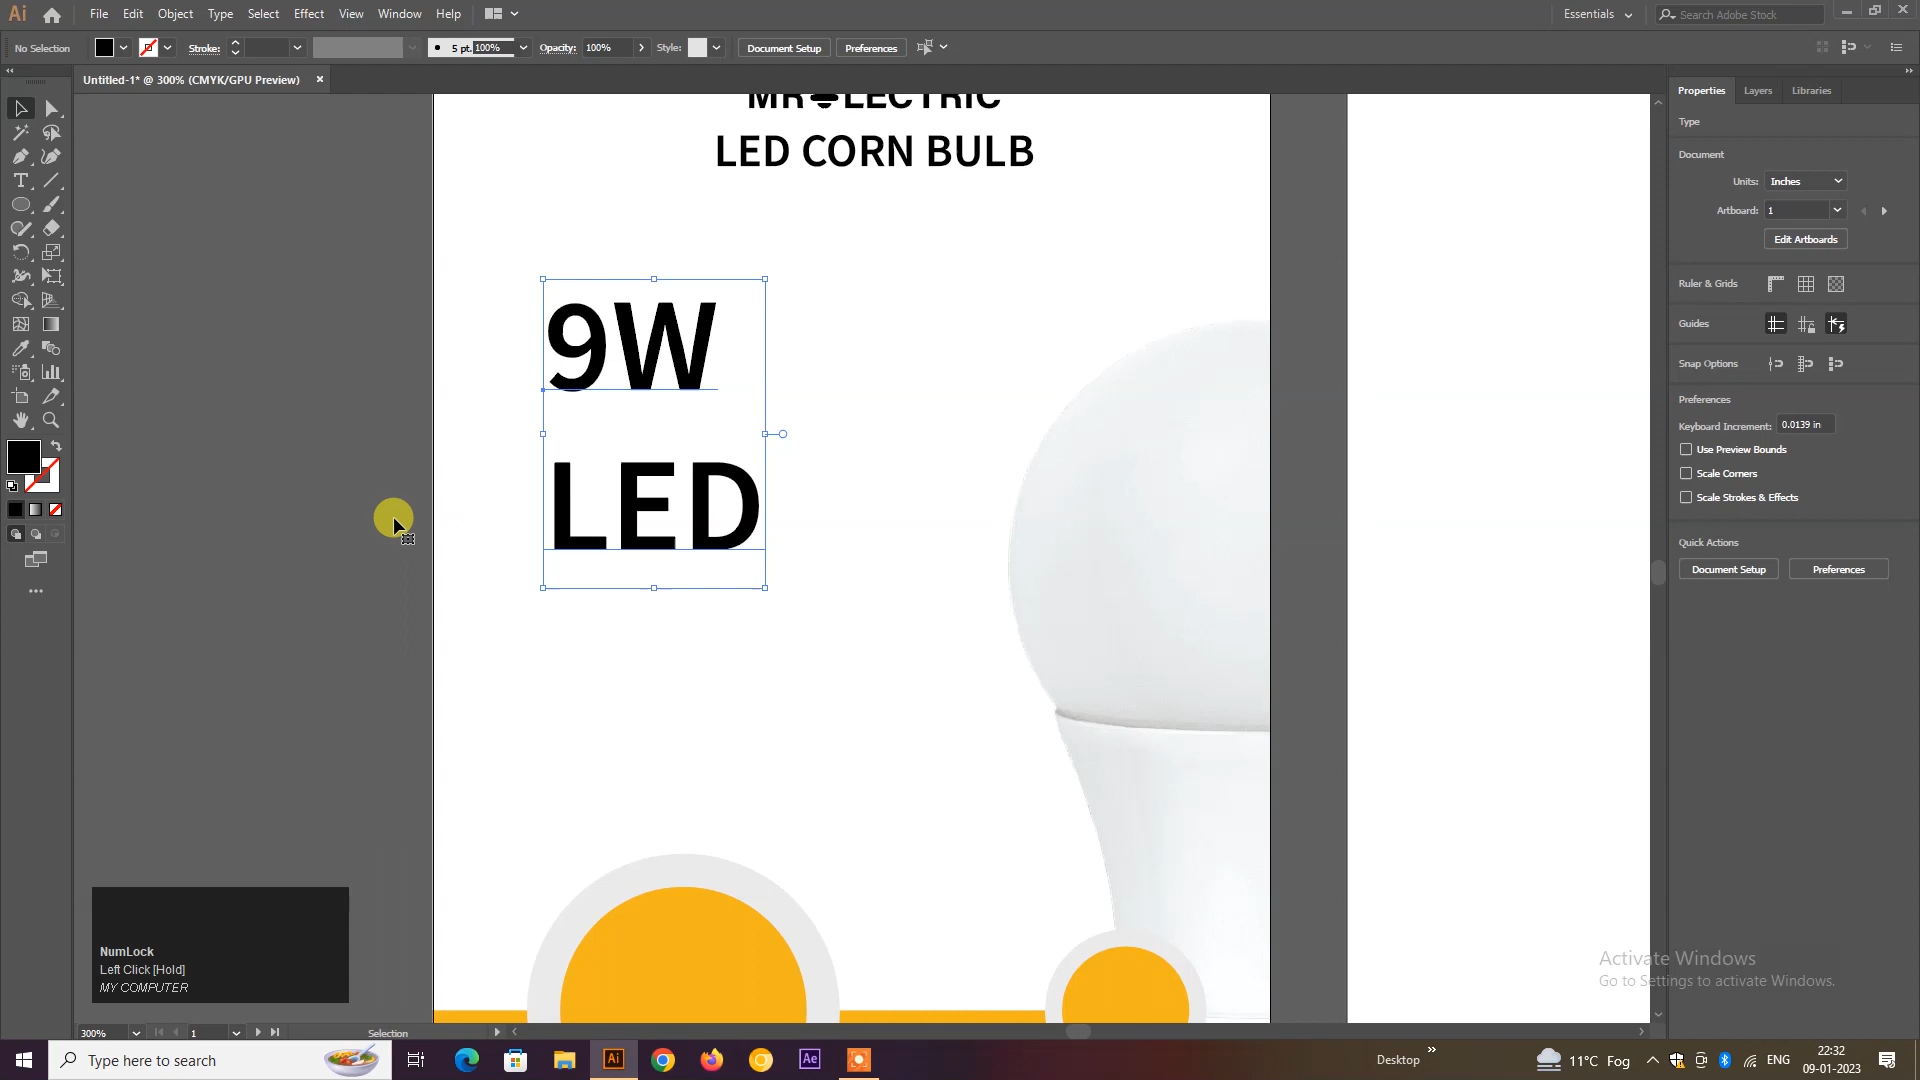 Ai File Edit Object Type Select Effect View Window Help Essentials Search Adobe Stock
No Selection Stroke: 5 pt. 100% Opacity: 100% Style: Document Setup Preferences
Untitled-1* @ 300% (CMYK/GPU Preview) ×
Properties Layers Libraries
Type
Document
Units: Inches
Artboard: 1
Edit Artboards
Ruler & Grids
Guides
Snap Options
Preferences
Keyboard Increment: 0.0139 in
Use Preview Bounds
Scale Corners
Scale Strokes & Effects
Quick Actions
Document Setup Preferences
LED CORN BULB
9W
LED
NumLock
Left Click [Hold]
MY COMPUTER
Activate Windows
Go to Settings to activate Windows.
300% 1 Selection
Type here to search
Ai Ae
Desktop
11°C Fog
ENG
22:32
09-01-2023